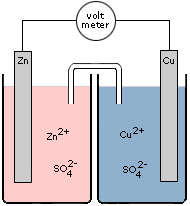 volt
meter
Zn
Cu
Zn²⁺
Cu²⁺
SO₄²⁻
SO₄²⁻